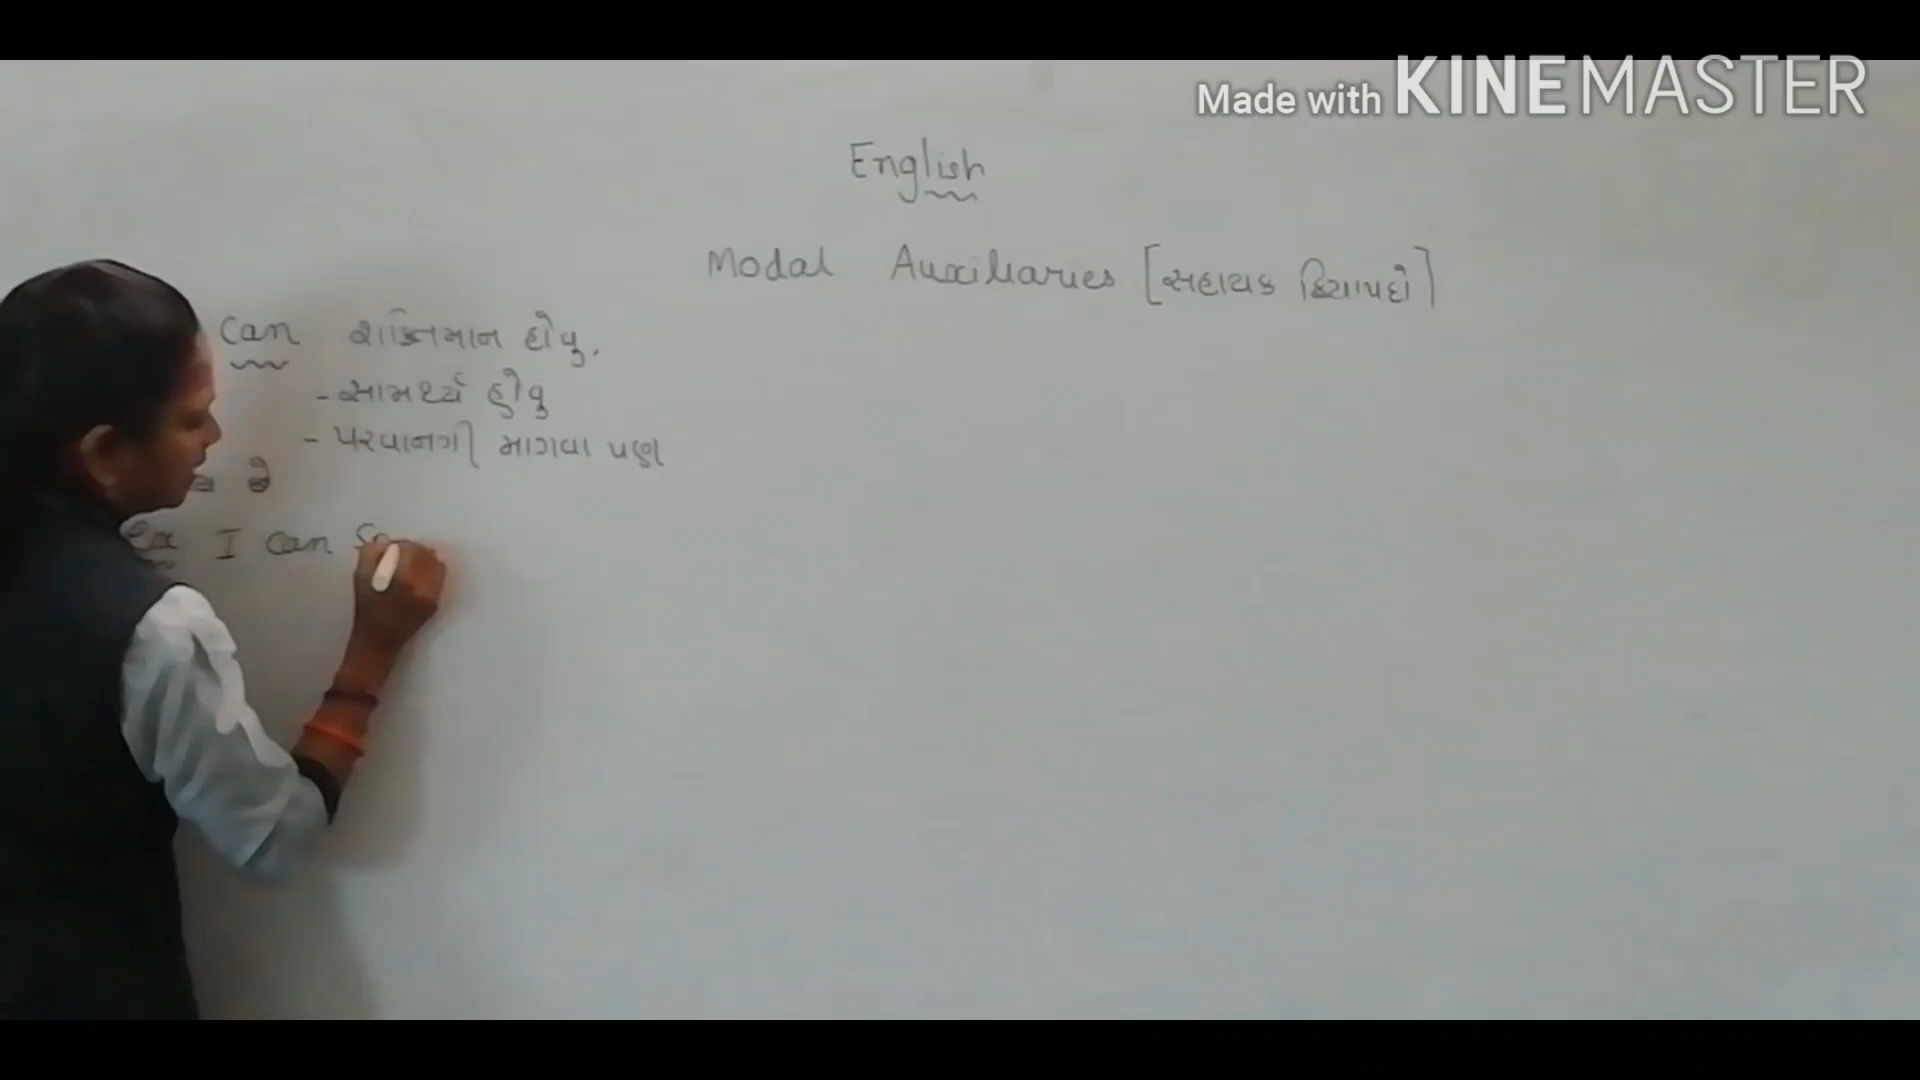 Made with KINEMASTER
English
Modal Auxiliaries [સહાયક ક્રિયાપદો]
Can શક્તિમાન હોવુ.
- સામર્થ્ય હોવુ
- પરવાનગી માગવા પણ
છે
Ex I can